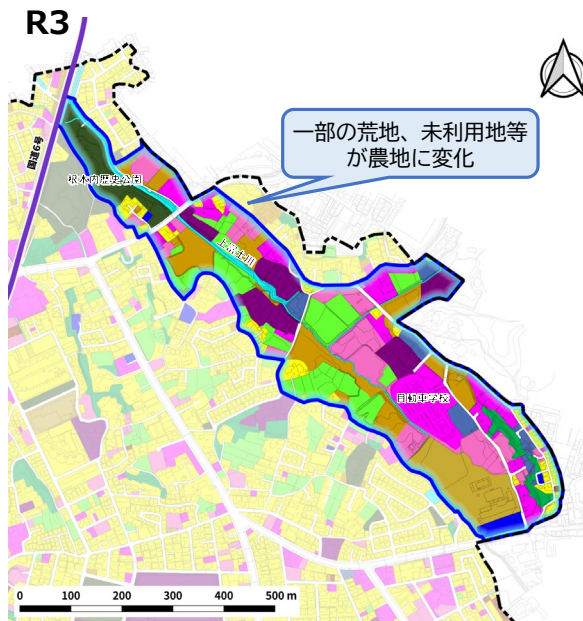 R3
一部の荒地、未利用地等
が農地に変化
国道6号
根木内歴史公園
上富士川
自動車学校
0 100 200 300 400 500 m